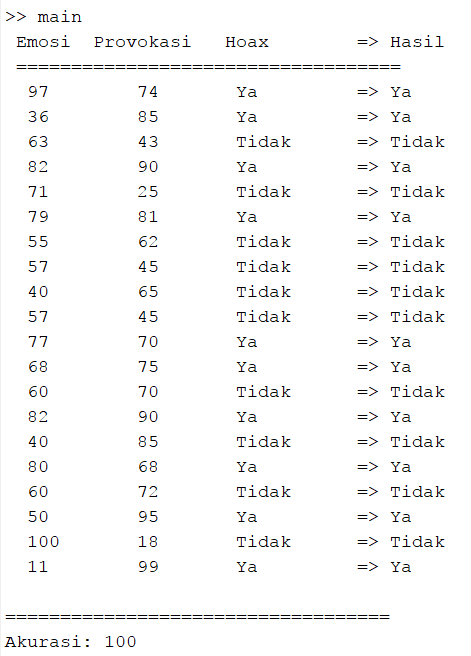 >> main
Emosi Provokasi Hoax => Hasil
===================================
97 74 Ya => Ya
36 85 Ya => Ya
63 43 Tidak => Tidak
82 90 Ya => Ya
71 25 Tidak => Tidak
79 81 Ya => Ya
55 62 Tidak => Tidak
57 45 Tidak => Tidak
40 65 Tidak => Tidak
57 45 Tidak => Tidak
77 70 Ya => Ya
68 75 Ya => Ya
60 70 Tidak => Tidak
82 90 Ya => Ya
40 85 Tidak => Tidak
80 68 Ya => Ya
60 72 Tidak => Tidak
50 95 Ya => Ya
100 18 Tidak => Tidak
11 99 Ya => Ya
===================================
Akurasi: 100